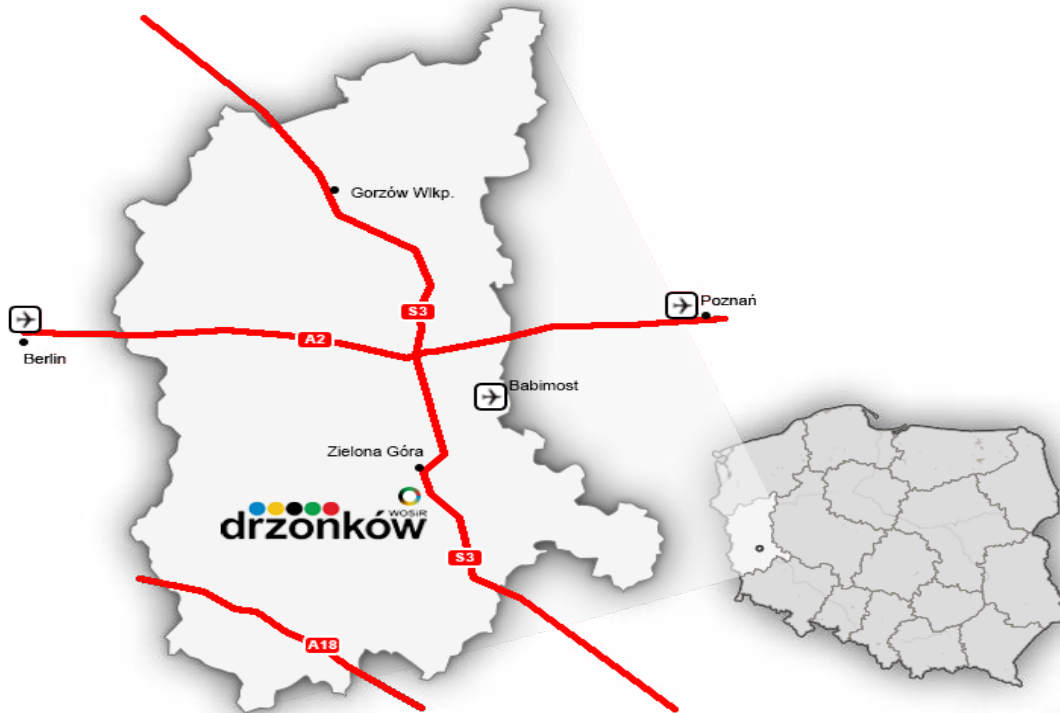 Gorzów Wlkp.
Poznań
S3
A2
Berlin
Babimost
Zielona Góra
WOSiR
drzonków
S3
A18